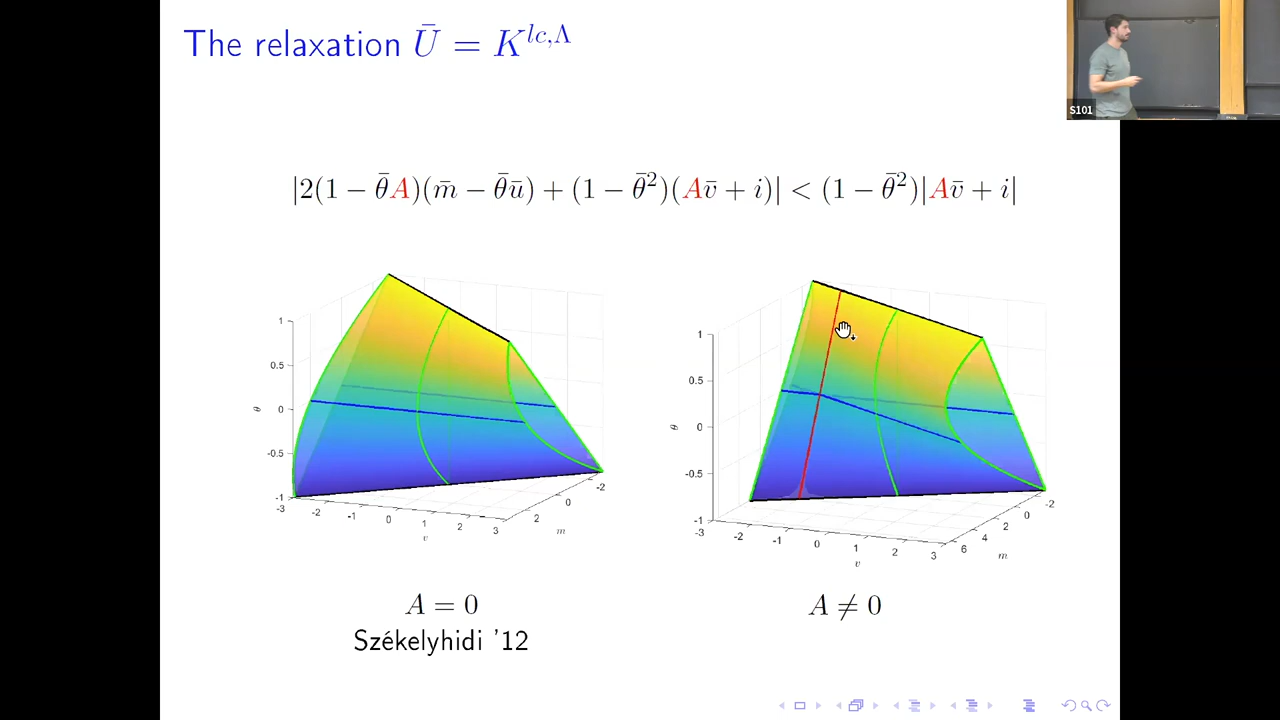 The relaxation Ū = K^{lc,Λ}
S101
|2(1 − θ̄A)(m̄ − θ̄ū) + (1 − θ̄²)(Av̄ + i)| < (1 − θ̄²)|Av̄ + i|
1
0.5
0
-0.5
-1
θ
-3 -2 -1 0 1 2 3
v
2 0 -2
m
1
0.5
0
-0.5
-1
θ
-3 -2 -1 0 1 2 3
v
6 4 2 0 -2
m
A = 0
A ≠ 0
Székelyhidi '12